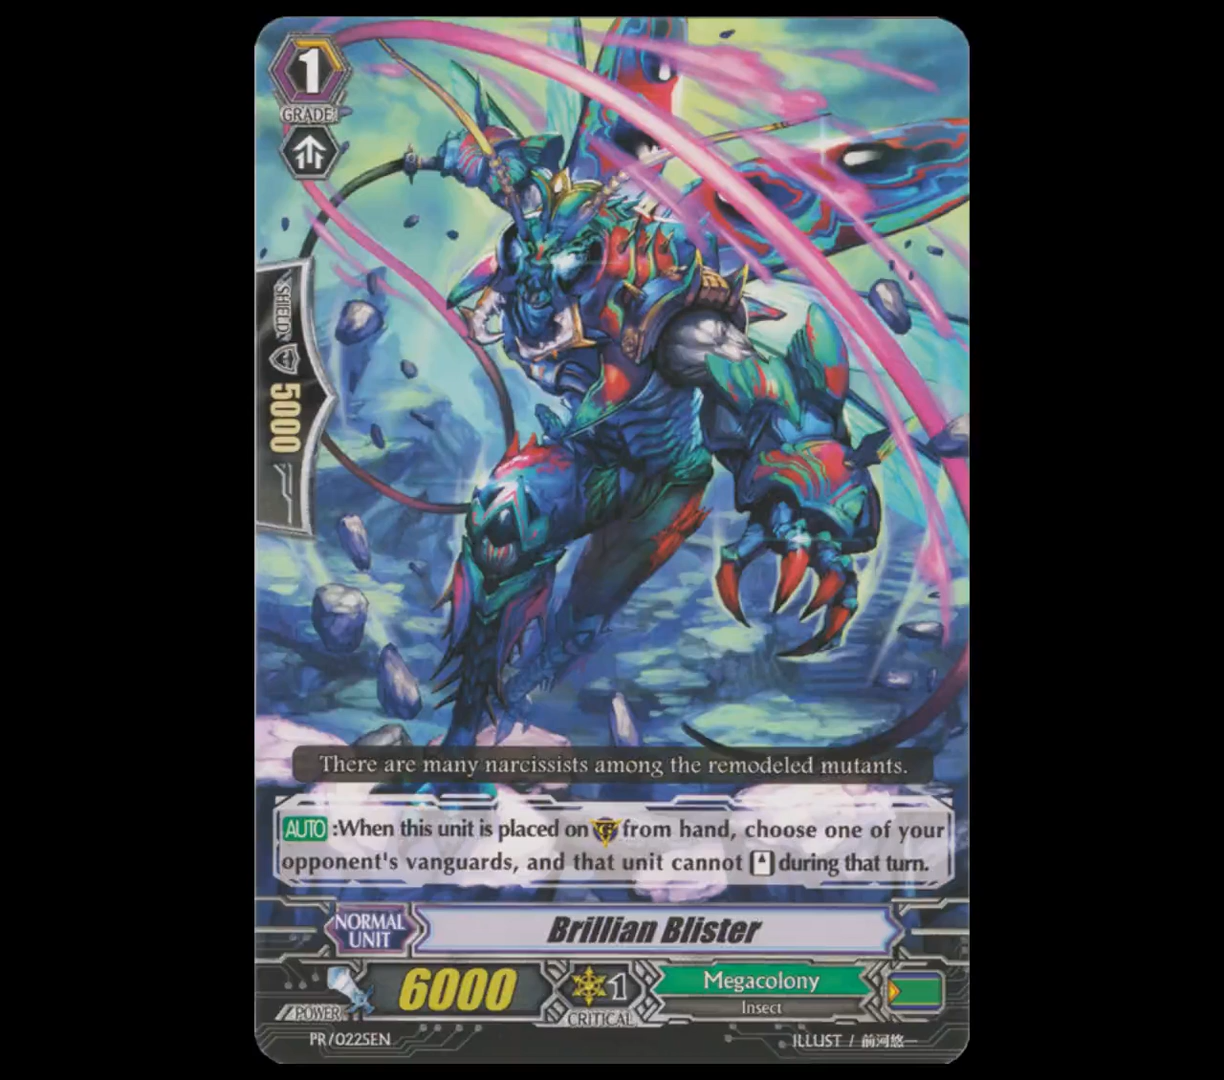 1
GRADE
SHIELD
5000
There are many narcissists among the remodeled mutants.
AUTO :When this unit is placed on from hand, choose one of your
opponent's vanguards, and that unit cannot during that turn.
NORMAL
UNIT
Brillian Blister
POWER
6000
1
CRITICAL
Megacolony
Insect
PR/0225EN
ILLUST / 前河悠一